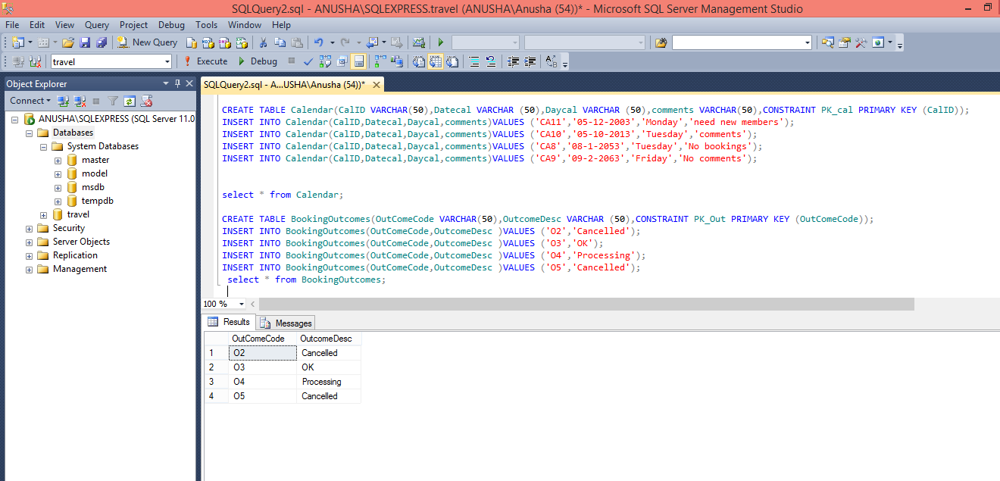 SQLQuery2.sql - ANUSHA\SQLEXPRESS.travel (ANUSHA\Anusha (54))* - Microsoft SQL Server Management Studio
File Edit View Query Project Debug Tools Window Help
New Query
travel Execute Debug
Object Explorer
SQLQuery2.sql - A...USHA\Anusha (54))*
Connect
ANUSHA\SQLEXPRESS (SQL Server 11.0
Databases
System Databases
master
model
msdb
tempdb
travel
Security
Server Objects
Replication
Management
CREATE TABLE Calendar(CalID VARCHAR(50),Datecal VARCHAR (50),Daycal VARCHAR (50),comments VARCHAR(50),CONSTRAINT PK_cal PRIMARY KEY (CalID));
INSERT INTO Calendar(CalID,Datecal,Daycal,comments)VALUES ('CA11','05-12-2003','Monday','need new members');
INSERT INTO Calendar(CalID,Datecal,Daycal,comments)VALUES ('CA10','05-10-2013','Tuesday','comments');
INSERT INTO Calendar(CalID,Datecal,Daycal,comments)VALUES ('CA8','08-1-2053','Tuesday','No bookings');
INSERT INTO Calendar(CalID,Datecal,Daycal,comments)VALUES ('CA9','09-2-2063','Friday','No comments');
select * from Calendar;
CREATE TABLE BookingOutcomes(OutComeCode VARCHAR(50),OutcomeDesc VARCHAR (50),CONSTRAINT PK_Out PRIMARY KEY (OutComeCode));
INSERT INTO BookingOutcomes(OutComeCode,OutcomeDesc )VALUES ('O2','Cancelled');
INSERT INTO BookingOutcomes(OutComeCode,OutcomeDesc )VALUES ('O3','OK');
INSERT INTO BookingOutcomes(OutComeCode,OutcomeDesc )VALUES ('O4','Processing');
INSERT INTO BookingOutcomes(OutComeCode,OutcomeDesc )VALUES ('O5','Cancelled');
select * from BookingOutcomes;
100 %
Results Messages
OutComeCode OutcomeDesc
1 O2 Cancelled
2 O3 OK
3 O4 Processing
4 O5 Cancelled